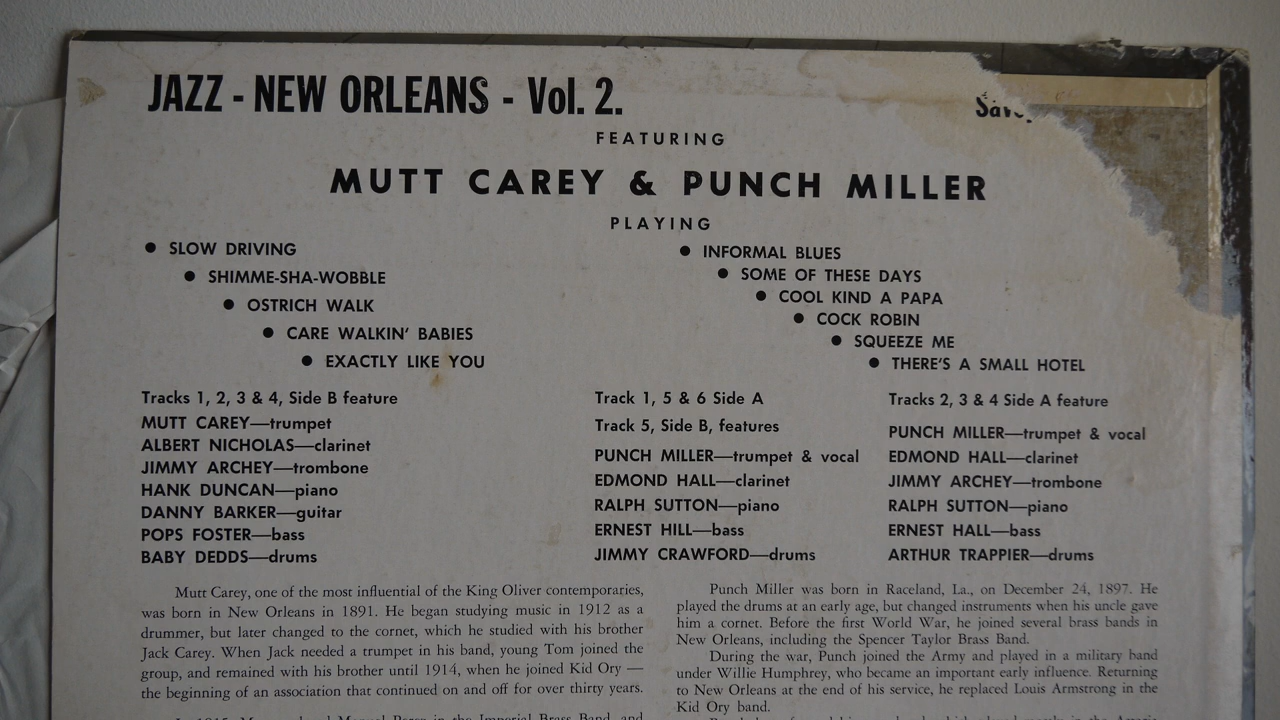 JAZZ - NEW ORLEANS - Vol. 2.
FEATURING
MUTT CAREY & PUNCH MILLER
PLAYING
● SLOW DRIVING
● SHIMME-SHA-WOBBLE
● OSTRICH WALK
● CARE WALKIN' BABIES
● EXACTLY LIKE YOU
● INFORMAL BLUES
● SOME OF THESE DAYS
● COOL KIND A PAPA
● COCK ROBIN
● SQUEEZE ME
● THERE'S A SMALL HOTEL
Tracks 1, 2, 3 & 4, Side B feature
MUTT CAREY—trumpet
ALBERT NICHOLAS—clarinet
JIMMY ARCHEY—trombone
HANK DUNCAN—piano
DANNY BARKER—guitar
POPS FOSTER—bass
BABY DEDDS—drums
Track 1, 5 & 6 Side A
Track 5, Side B, features
PUNCH MILLER—trumpet & vocal
EDMOND HALL—clarinet
RALPH SUTTON—piano
ERNEST HILL—bass
JIMMY CRAWFORD—drums
Tracks 2, 3 & 4 Side A feature
PUNCH MILLER—trumpet & vocal
EDMOND HALL—clarinet
JIMMY ARCHEY—trombone
RALPH SUTTON—piano
ERNEST HALL—bass
ARTHUR TRAPPIER—drums
Mutt Carey, one of the most influential of the King Oliver contemporaries,
was born in New Orleans in 1891. He began studying music in 1912 as a
drummer, but later changed to the cornet, which he studied with his brother
Jack Carey. When Jack needed a trumpet in his band, young Tom joined the
group, and remained with his brother until 1914, when he joined Kid Ory —
the beginning of an association that continued on and off for over thirty years.
Punch Miller was born in Raceland, La., on December 24, 1897. He
played the drums at an early age, but changed instruments when his uncle gave
him a cornet. Before the first World War, he joined several brass bands in
New Orleans, including the Spencer Taylor Brass Band.
During the war, Punch joined the Army and played in a military band
under Willie Humphrey, who became an important early influence. Returning
to New Orleans at the end of his service, he replaced Louis Armstrong in the
Kid Ory band.